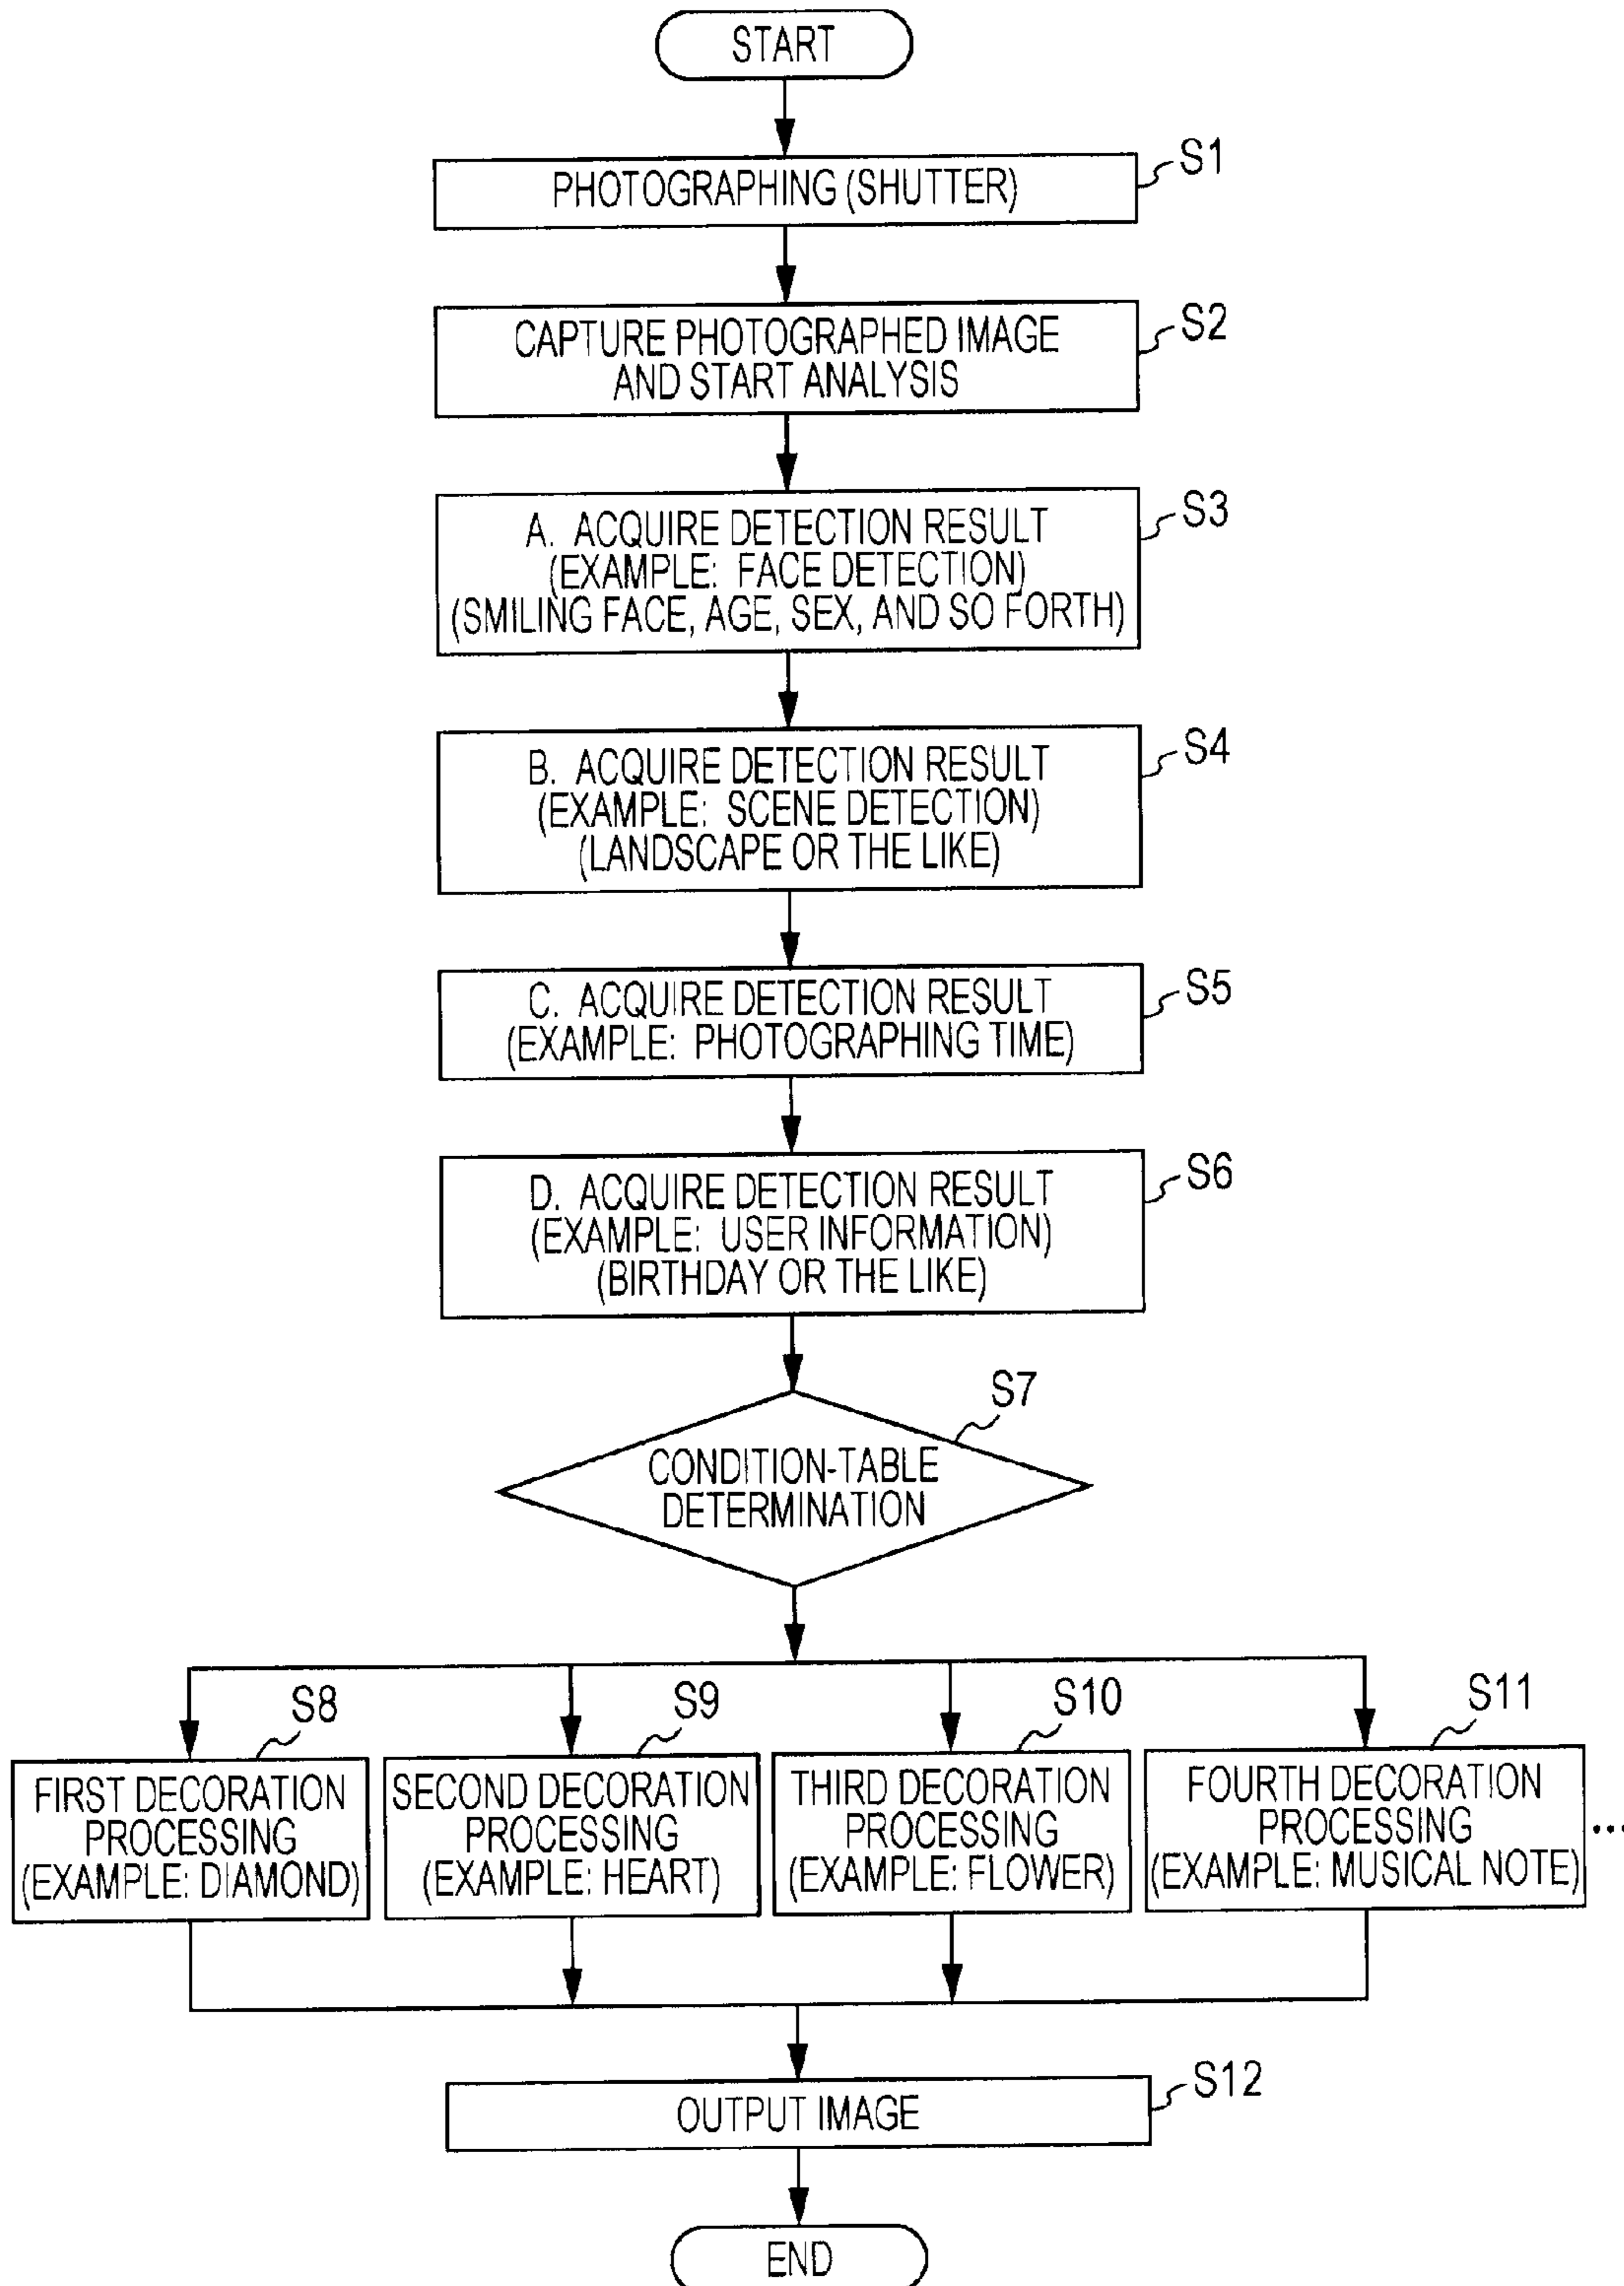 START
PHOTOGRAPHING (SHUTTER)
S1
CAPTURE PHOTOGRAPHED IMAGE
AND START ANALYSIS
S2
A. ACQUIRE DETECTION RESULT
(EXAMPLE: FACE DETECTION)
(SMILING FACE, AGE, SEX, AND SO FORTH)
S3
B. ACQUIRE DETECTION RESULT
(EXAMPLE: SCENE DETECTION)
(LANDSCAPE OR THE LIKE)
S4
C. ACQUIRE DETECTION RESULT
(EXAMPLE: PHOTOGRAPHING TIME)
S5
D. ACQUIRE DETECTION RESULT
(EXAMPLE: USER INFORMATION)
(BIRTHDAY OR THE LIKE)
S6
CONDITION-TABLE
DETERMINATION
S7
S8
FIRST DECORATION
PROCESSING
(EXAMPLE: DIAMOND)
S9
SECOND DECORATION
PROCESSING
(EXAMPLE: HEART)
S10
THIRD DECORATION
PROCESSING
(EXAMPLE: FLOWER)
S11
FOURTH DECORATION
PROCESSING
(EXAMPLE: MUSICAL NOTE)
...
OUTPUT IMAGE
S12
END